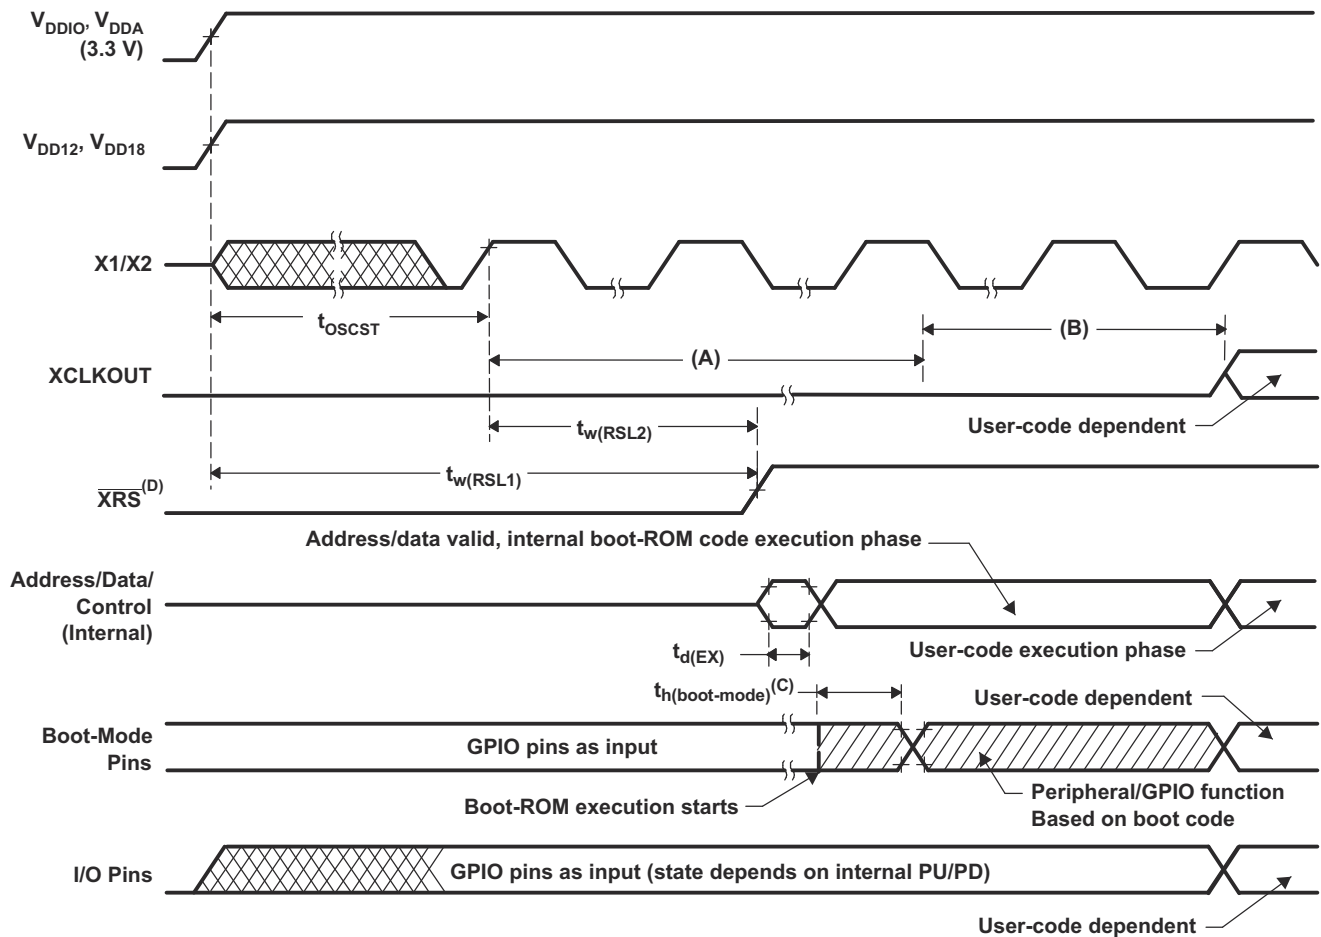 VDDIO, VDDA
(3.3 V)
VDD12, VDD18
X1/X2
tOSCST
(B)
(A)
XCLKOUT
User-code dependent
tw(RSL2)
tw(RSL1)
XRS(D)
Address/data valid, internal boot-ROM code execution phase
Address/Data/
Control
(Internal)
User-code execution phase
td(EX)
th(boot-mode)(C)
User-code dependent
Boot-Mode
Pins
GPIO pins as input
Boot-ROM execution starts
Peripheral/GPIO function
Based on boot code
I/O Pins
GPIO pins as input (state depends on internal PU/PD)
User-code dependent